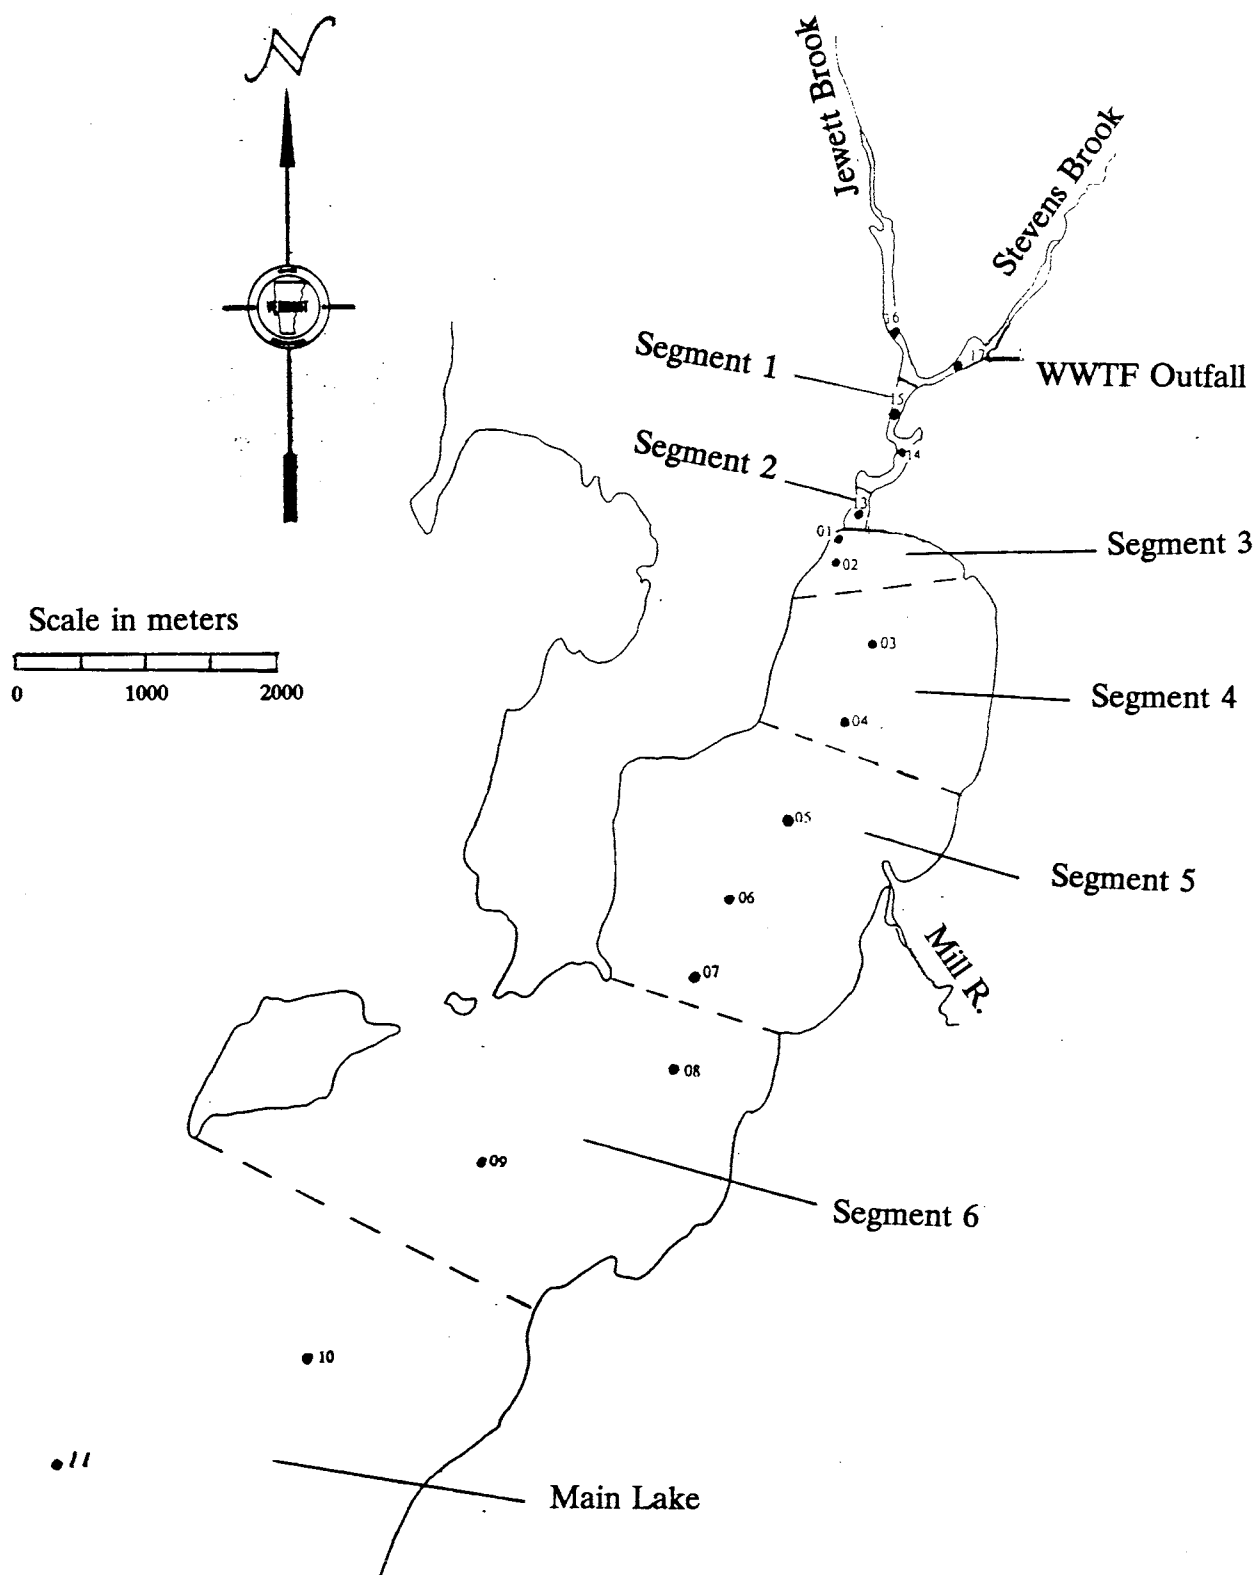 N
Jewett Brook
Stevens Brook
VERMONT
16
17
Segment 1
WWTF Outfall
15
Segment 2
14
13
01
02
Segment 3
Scale in meters
0 1000 2000
03
Segment 4
04
05
Segment 5
06
Mill R.
07
08
09
Segment 6
10
11
Main Lake